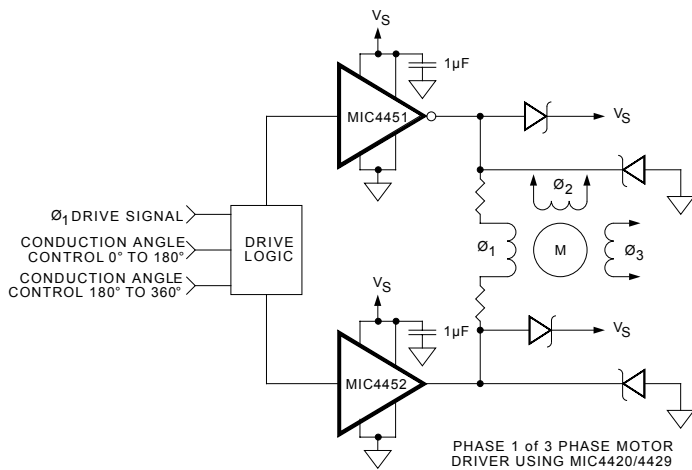 VS
1µF
MIC4451
VS
Ø2
Ø1 DRIVE SIGNAL
CONDUCTION ANGLE
CONTROL 0° TO 180°
CONDUCTION ANGLE
CONTROL 180° TO 360°
DRIVE
LOGIC
Ø1
M
Ø3
VS
1µF
VS
MIC4452
PHASE 1 of 3 PHASE MOTOR
DRIVER USING MIC4420/4429